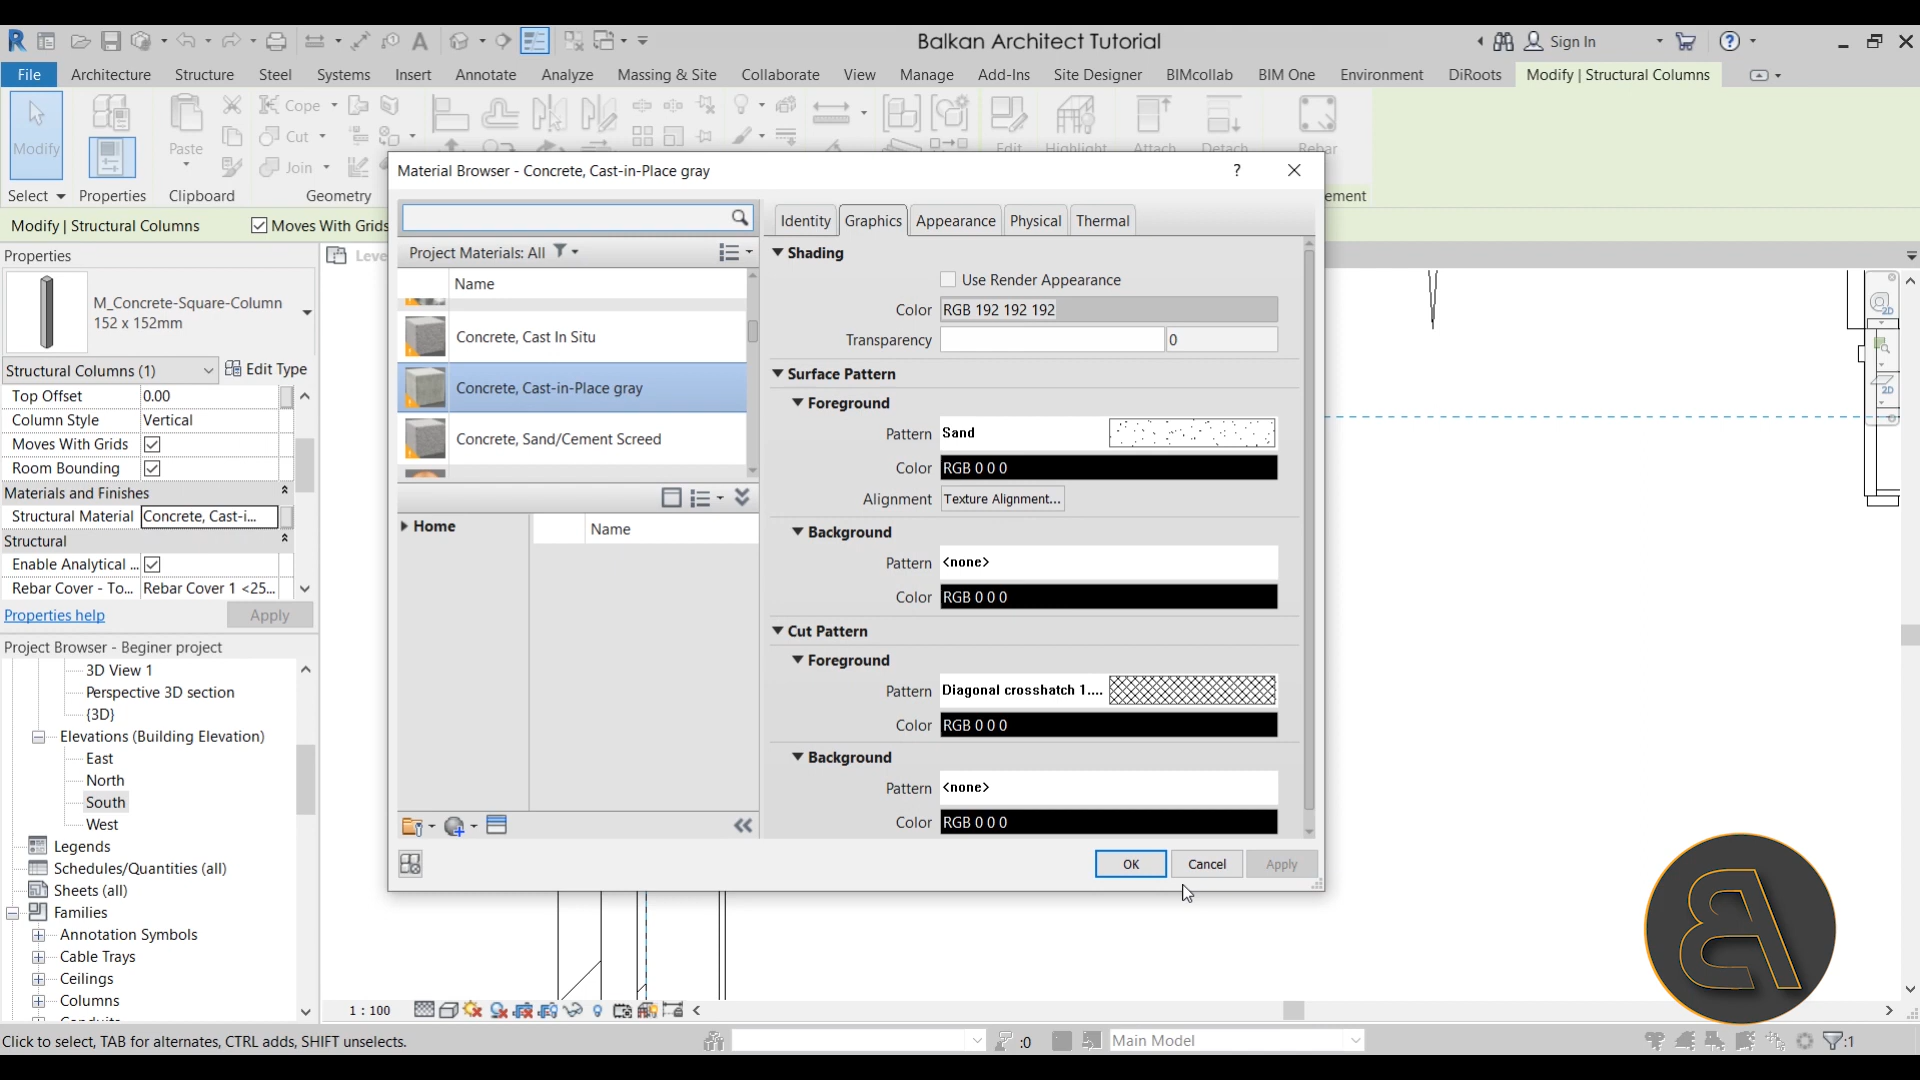 Balkan Architect Tutorial
Sign In
File Architecture Structure Steel Systems Insert Annotate Analyze Massing & Site Collaborate View Manage Add-Ins Site Designer BIMcollab BIM One Environment DiRoots Modify | Structural Columns
Modify
Paste
Cope
Cut
Join
Edit Highlight Attach Detach Rebar
Select Properties Clipboard Geometry
Modify | Structural Columns
Moves With Grids
Properties
M_Concrete-Square-Column
152 x 152mm
Structural Columns (1)
Edit Type
Top Offset 0.00
Column Style Vertical
Moves With Grids
Room Bounding
Materials and Finishes
Structural Material Concrete, Cast-i...
Structural
Enable Analytical ...
Rebar Cover - To... Rebar Cover 1 <25...
Properties help
Apply
Project Browser - Beginer project
3D View 1
Perspective 3D section
{3D}
Elevations (Building Elevation)
East
North
South
West
Legends
Schedules/Quantities (all)
Sheets (all)
Families
Annotation Symbols
Cable Trays
Ceilings
Columns
Material Browser - Concrete, Cast-in-Place gray
?
Project Materials: All
Name
Concrete, Cast In Situ
Concrete, Cast-in-Place gray
Concrete, Sand/Cement Screed
Home
Name
Identity Graphics Appearance Physical Thermal
Shading
Use Render Appearance
Color RGB 192 192 192
Transparency 0
Surface Pattern
Foreground
Pattern Sand
Color RGB 0 0 0
Alignment Texture Alignment...
Background
Pattern <none>
Color RGB 0 0 0
Cut Pattern
Foreground
Pattern Diagonal crosshatch 1....
Color RGB 0 0 0
Background
Pattern <none>
Color RGB 0 0 0
OK Cancel Apply
2D
2D
1 : 100
Click to select, TAB for alternates, CTRL adds, SHIFT unselects.
:0
Main Model
:1